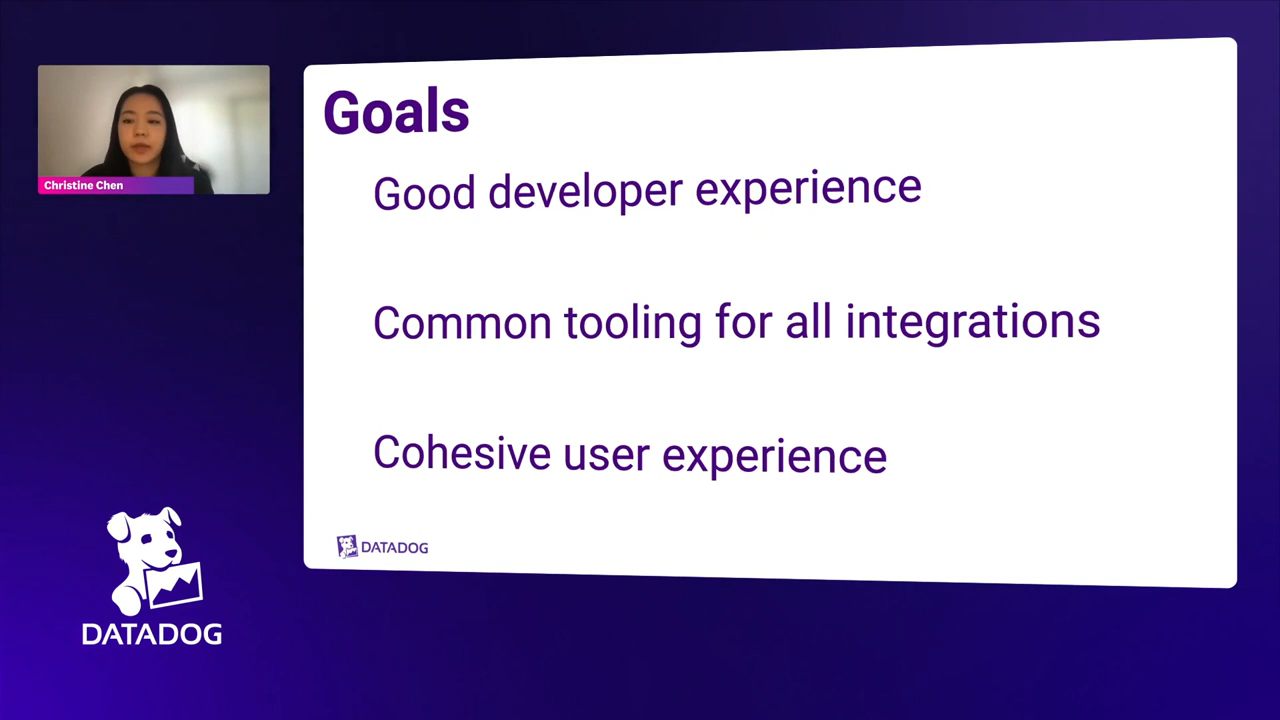 Christine Chen
Goals
Good developer experience
Common tooling for all integrations
Cohesive user experience
DATADOG
DATADOG